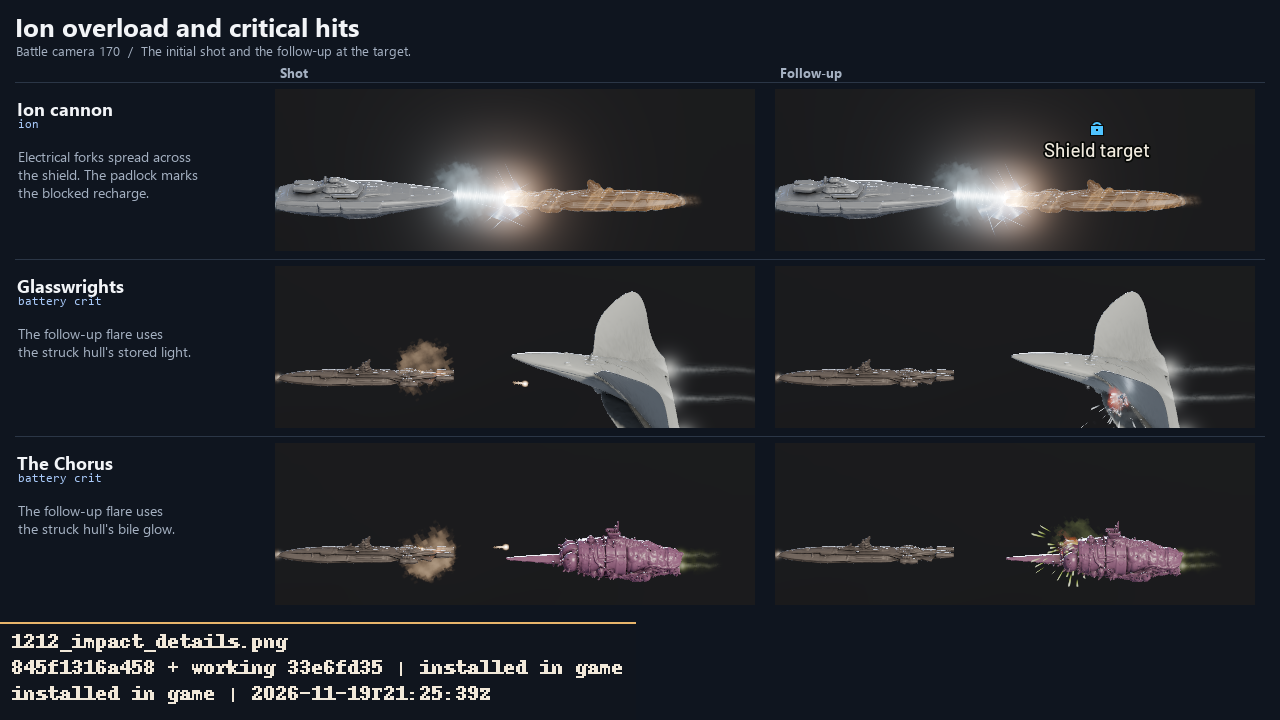 Ion overload and critical hits
Battle camera 170 / The initial shot and the follow-up at the target.
Shot
Follow-up
Ion cannon
ion
Electrical forks spread across
the shield. The padlock marks
the blocked recharge.
Shield target
Glasswrights
battery crit
The follow-up flare uses
the struck hull's stored light.
The Chorus
battery crit
The follow-up flare uses
the struck hull's bile glow.
1212_impact_details.png
845f1316a458 + working 33e6fd35 | installed in game
installed in game | 2026-11-19T21:25:39Z